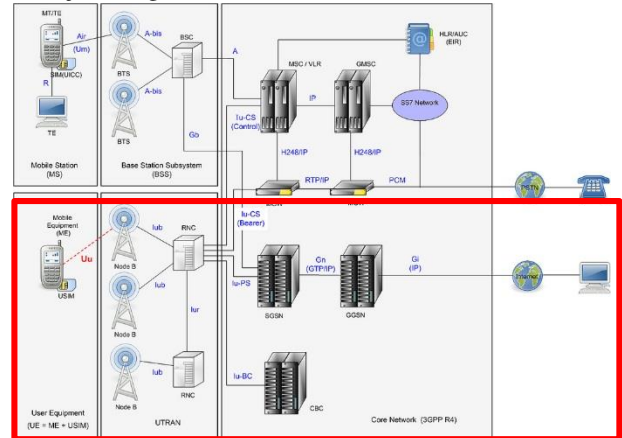 MT/TE
Air
(Um)
SIM(UICC)
R
TE
Mobile Station
(MS)
A-bis
BTS
A-bis
BTS
BSC
Gb
Base Station Subsystem
(BSS)
A
MSC / VLR
GMSC
IP
HLR/AUC
(EIR)
SS7 Network
Iu-CS
(Control)
H248/IP
H248/IP
RTP/IP
PCM
PSTN
Iu-CS
(Bearer)
Mobile
Equipment
(ME)
USIM
Uu
User Equipment
(UE = ME + USIM)
Iub
Node B
Iub
Node B
Iub
Node B
RNC
Iur
RNC
UTRAN
Iu-PS
Iu-BC
SGSN
Gn
(GTP/IP)
GGSN
Gi
(IP)
Internet
CBC
Core Network (3GPP R4)